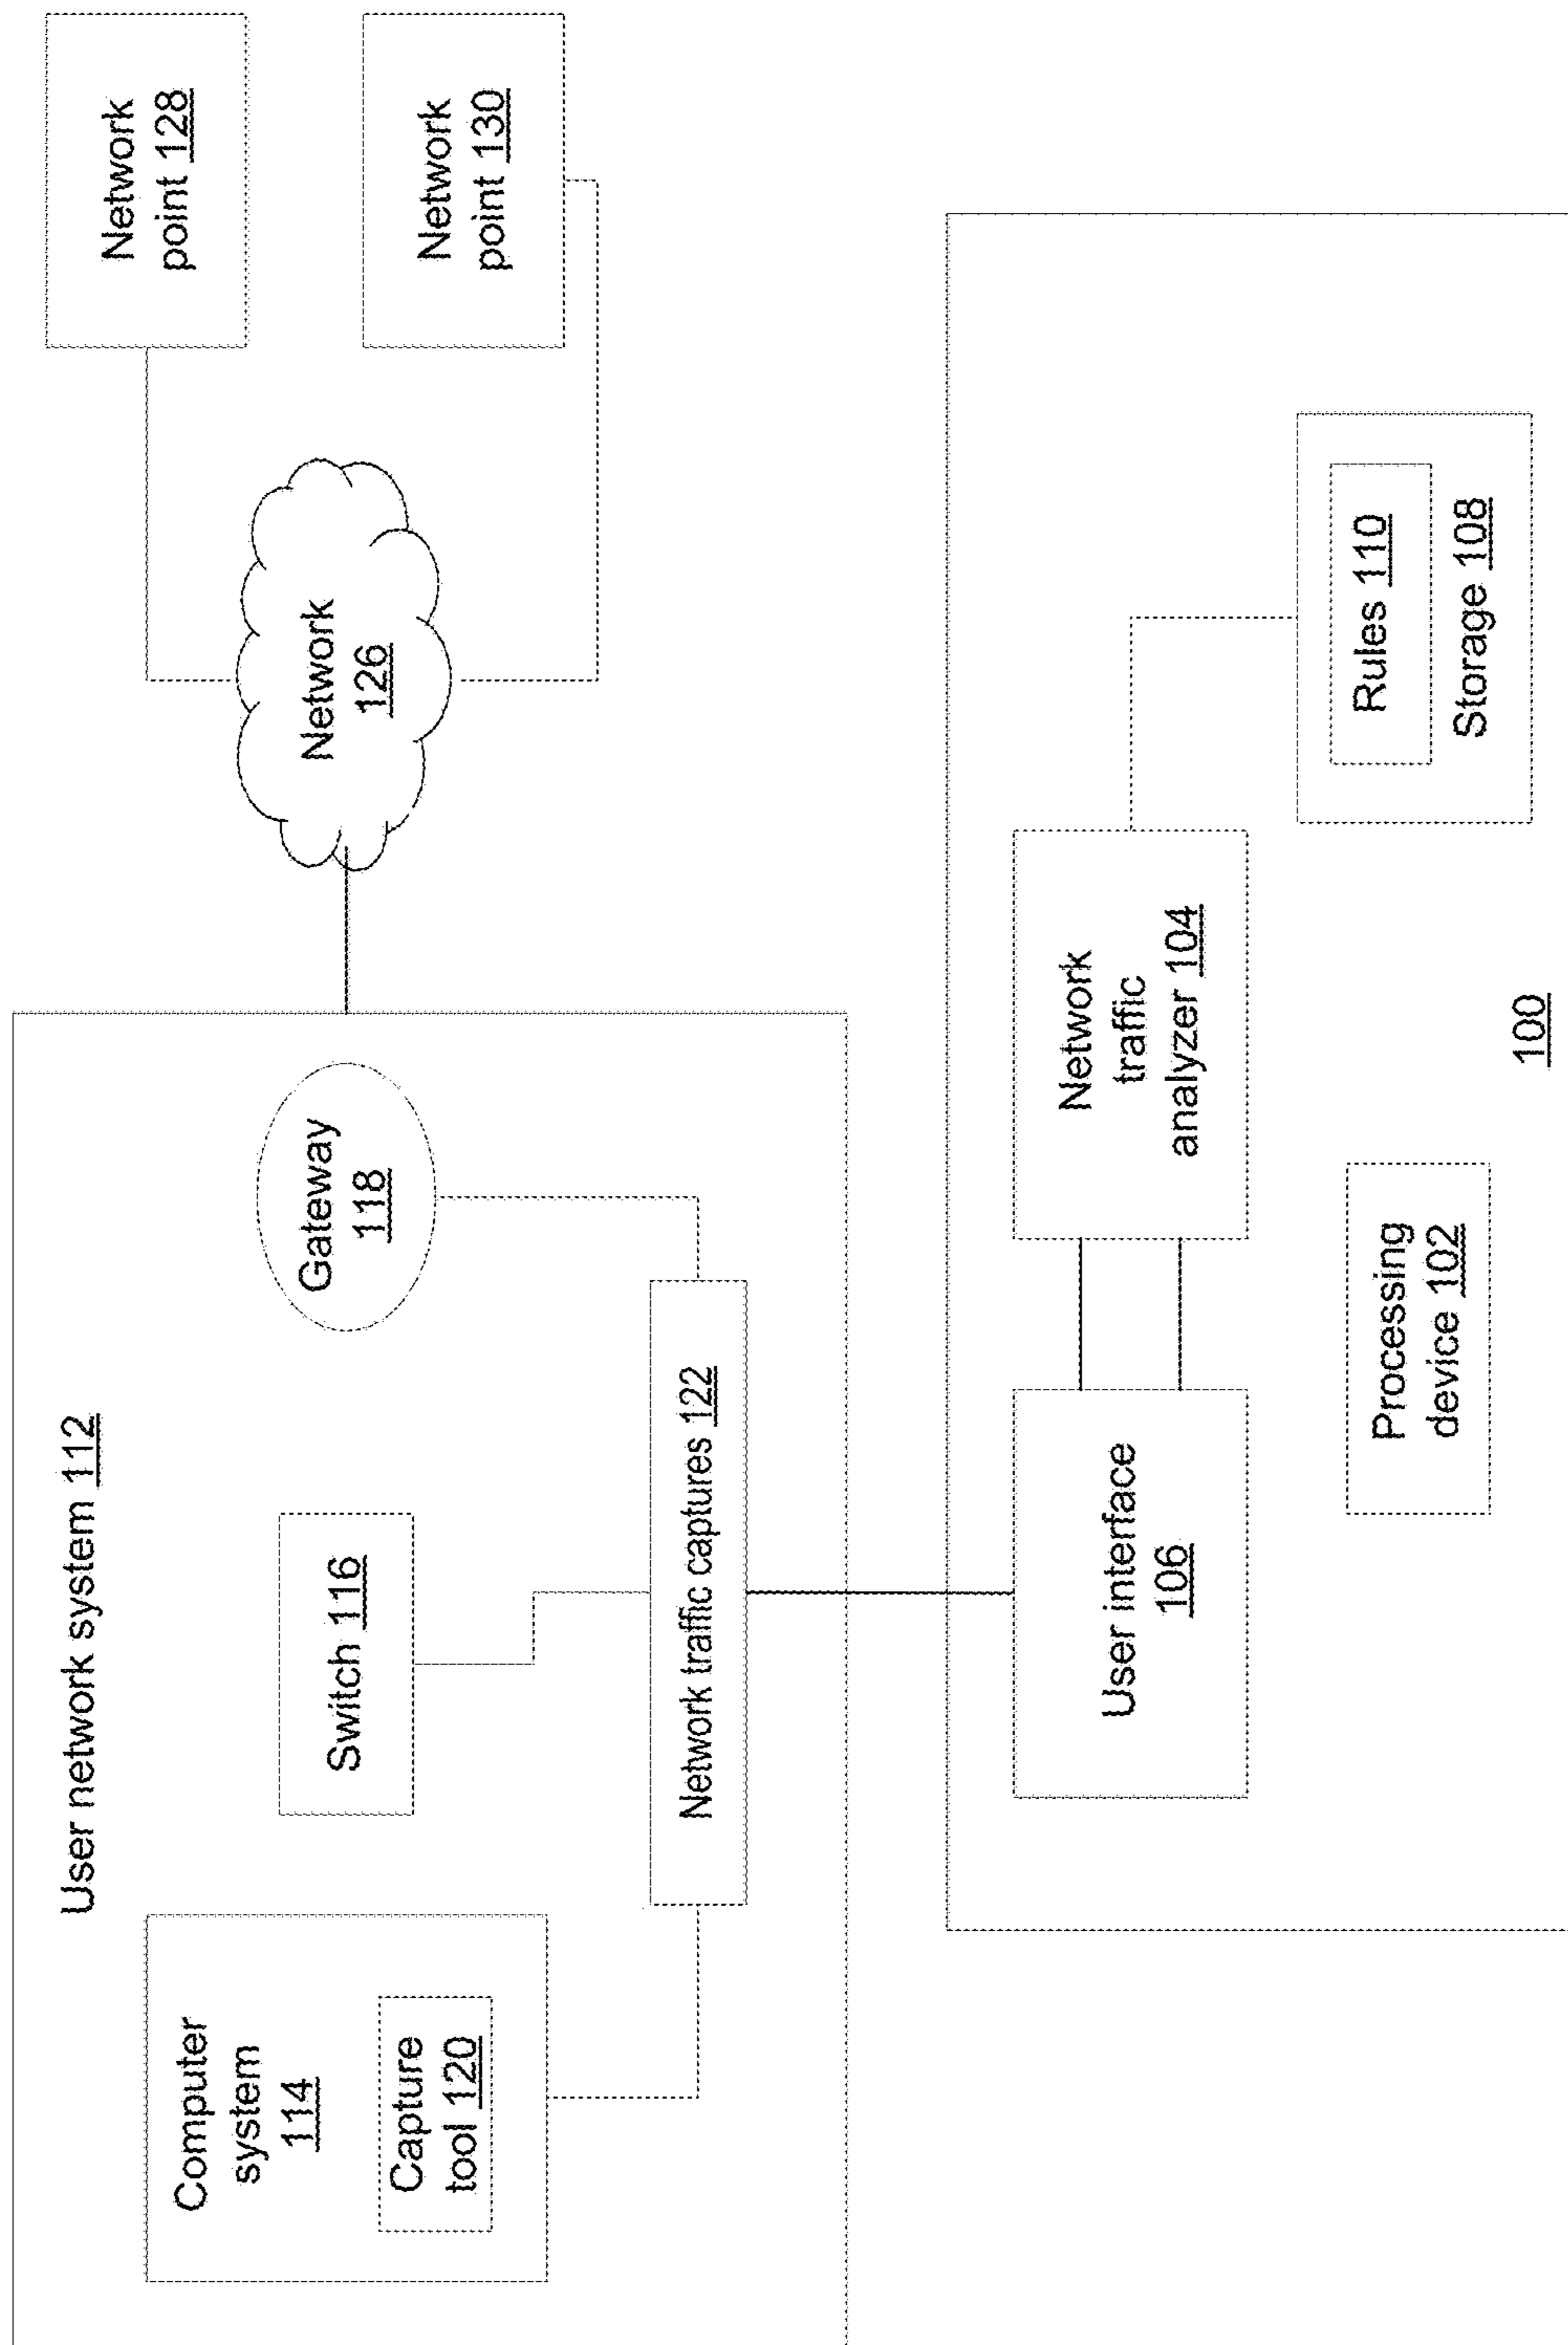 User network system 112
Computer
system
114
Capture
tool 120
Switch 116
Gateway
118
Network traffic captures 122
Network
126
Network
point 128
Network
point 130
User interface
106
Network
traffic
analyzer 104
Processing
device 102
Rules 110
Storage 108
100